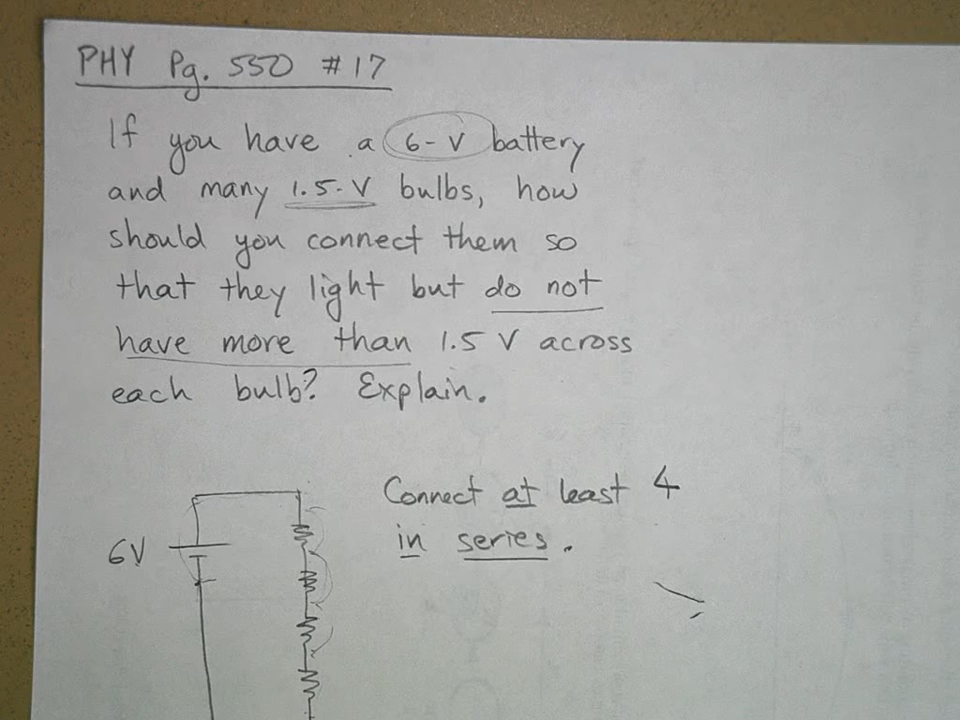 PHY Pg. 550 #17
If you have a 6-V battery
and many 1.5-V bulbs, how
should you connect them so
that they light but do not
have more than 1.5 V across
each bulb? Explain.
Connect at least 4
in series.
6V